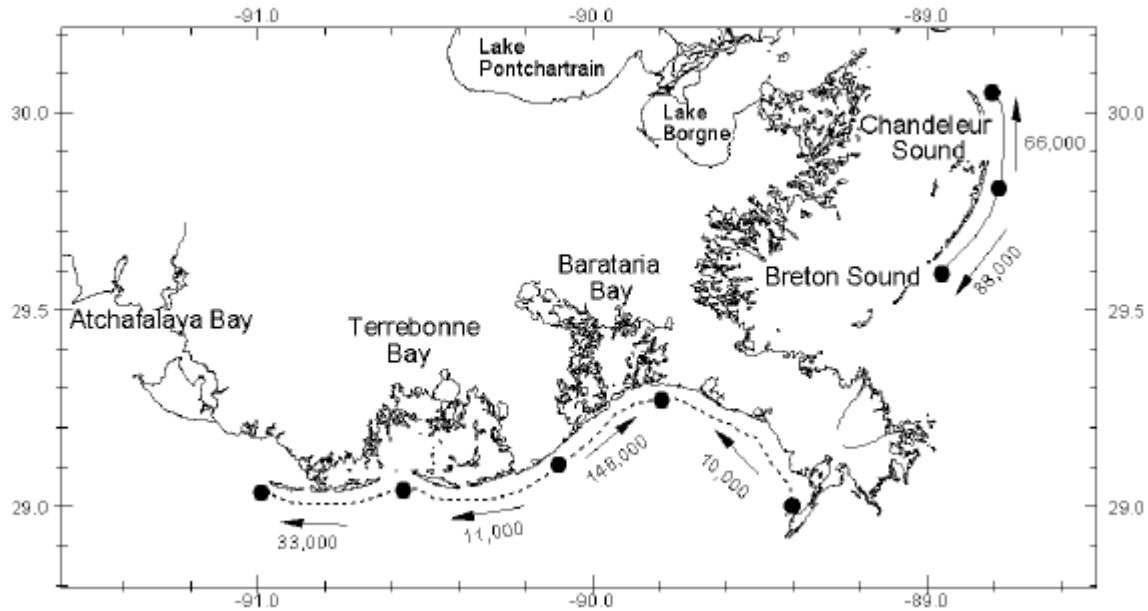 -91.0
-90.0
-89.0
Lake
Pontchartrain
30.0
30.0
Lake
Borgne
Chandeleur
Sound
66,000
Barataria
Bay
Breton Sound
88,000
29.5
29.5
Atchafalaya Bay
Terrebonne
Bay
148,000
10,000
29.0
29.0
11,000
33,000
-91.0
-90.0
-89.0